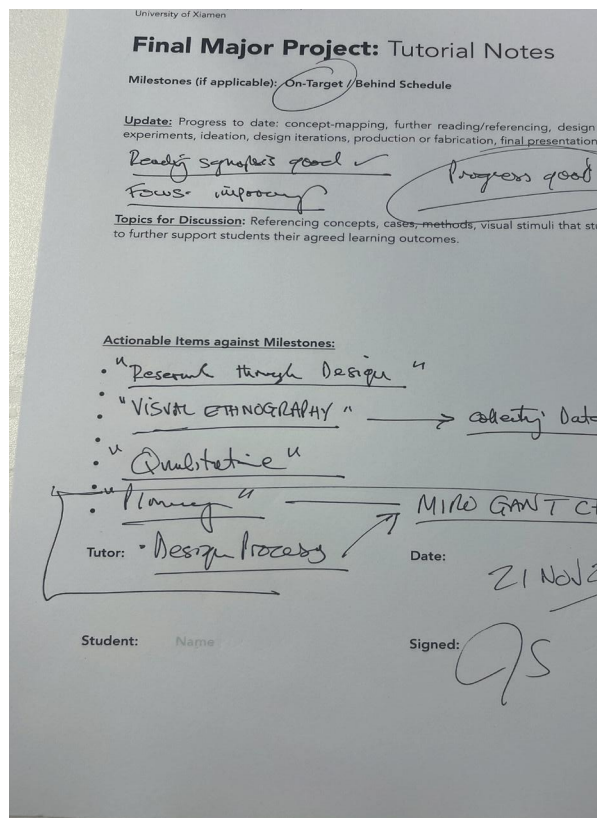 University of Xiamen
Final Major Project: Tutorial Notes
Milestones (if applicable): On-Target / Behind Schedule
Update: Progress to date: concept-mapping, further reading/referencing, design
experiments, ideation, design iterations, production or fabrication, final presentation
good ✓
Progress good
Focus-
Topics for Discussion: Referencing concepts, cases, methods, visual stimuli that
to further support students their agreed learning outcomes.
Actionable Items against Milestones:
• "Research through Design"
• "VISUAL ETHNOGRAPHY" → collecting Data
• "Qualitative"
• "Planning" — MIRO GANT
Tutor: • Design Process
Date:
21 NOV 2
Student: Name
Signed: